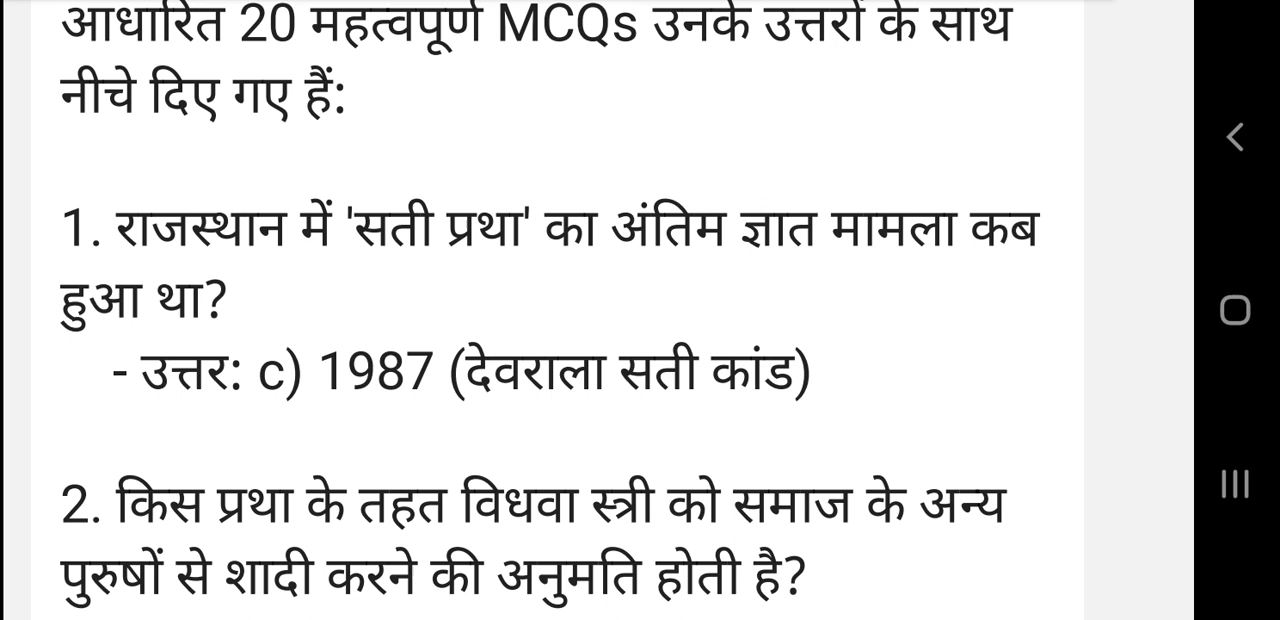 आधारित 20 महत्वपूर्ण MCQs उनके उत्तरों के साथ
नीचे दिए गए हैं:
1. राजस्थान में 'सती प्रथा' का अंतिम ज्ञात मामला कब
हुआ था?
- उत्तर: c) 1987 (देवराला सती कांड)
2. किस प्रथा के तहत विधवा स्त्री को समाज के अन्य
पुरुषों से शादी करने की अनुमति होती है?